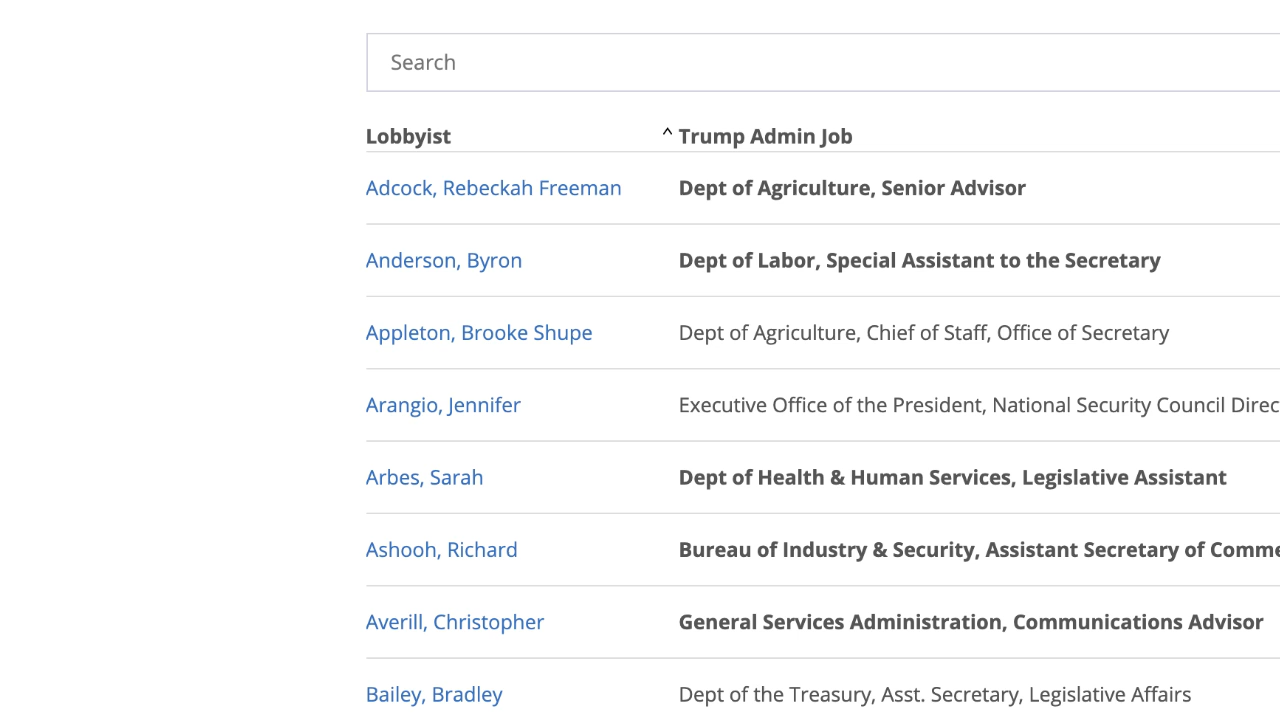 Search
Lobbyist ^ Trump Admin Job
Adcock, Rebeckah Freeman Dept of Agriculture, Senior Advisor
Anderson, Byron Dept of Labor, Special Assistant to the Secretary
Appleton, Brooke Shupe Dept of Agriculture, Chief of Staff, Office of Secretary
Arangio, Jennifer Executive Office of the President, National Security Council Direc
Arbes, Sarah Dept of Health & Human Services, Legislative Assistant
Ashooh, Richard Bureau of Industry & Security, Assistant Secretary of Comme
Averill, Christopher General Services Administration, Communications Advisor
Bailey, Bradley Dept of the Treasury, Asst. Secretary, Legislative Affairs